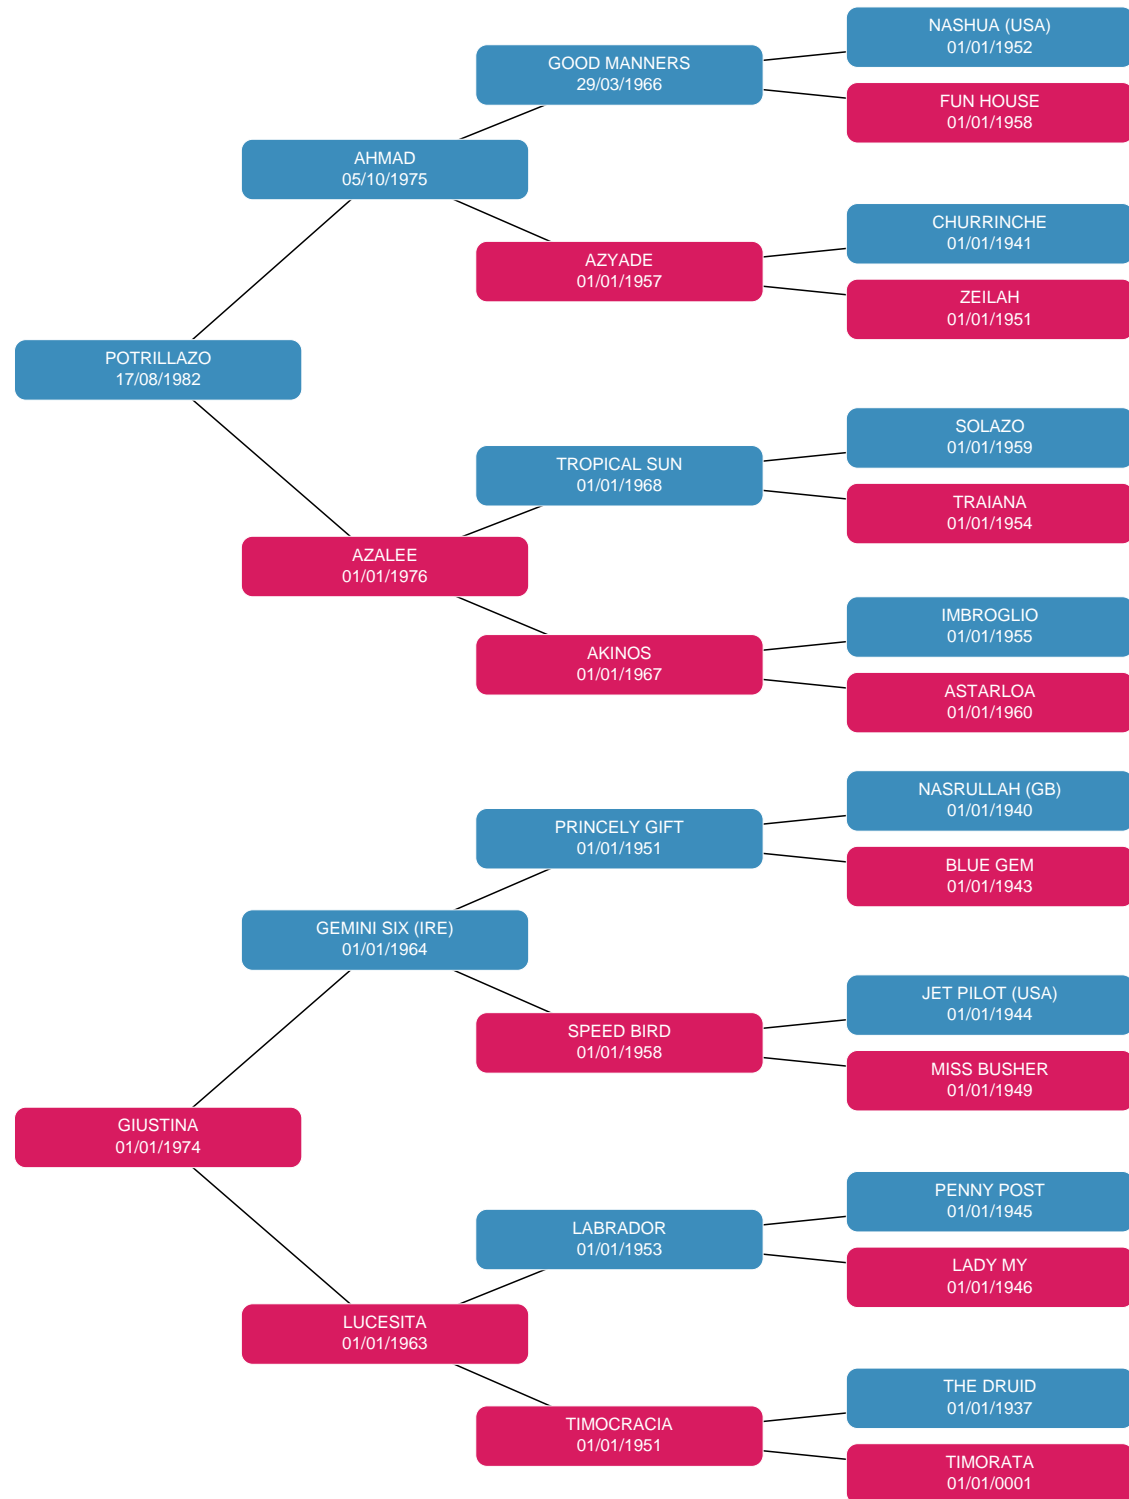 NASHUA (USA)
01/01/1952
GOOD MANNERS
29/03/1966
FUN HOUSE
01/01/1958
AHMAD
05/10/1975
CHURRINCHE
01/01/1941
AZYADE
01/01/1957
ZEILAH
01/01/1951
POTRILLAZO
17/08/1982
SOLAZO
01/01/1959
TROPICAL SUN
01/01/1968
TRAIANA
01/01/1954
AZALEE
01/01/1976
IMBROGLIO
01/01/1955
AKINOS
01/01/1967
ASTARLOA
01/01/1960
NASRULLAH (GB)
01/01/1940
PRINCELY GIFT
01/01/1951
BLUE GEM
01/01/1943
GEMINI SIX (IRE)
01/01/1964
JET PILOT (USA)
01/01/1944
SPEED BIRD
01/01/1958
MISS BUSHER
01/01/1949
GIUSTINA
01/01/1974
PENNY POST
01/01/1945
LABRADOR
01/01/1953
LADY MY
01/01/1946
LUCESITA
01/01/1963
THE DRUID
01/01/1937
TIMOCRACIA
01/01/1951
TIMORATA
01/01/0001